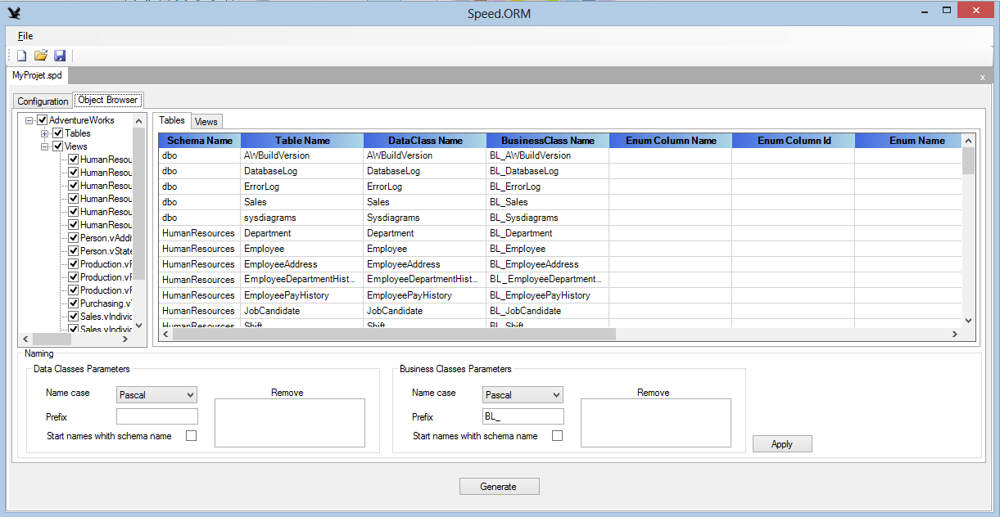 Speed.ORM
File
MyProjet.spd
x
Configuration Object Browser
AdventureWorks
Tables
Views
HumanResou
HumanResou
HumanResou
HumanResou
HumanResou
HumanResou
Person.vAddi
Person.vState
Production.vF
Production.vF
Production.vF
Purchasing.v
Sales.vIndivic
Sales.vIndivic
Tables Views
Schema Name Table Name DataClass Name BusinessClass Name Enum Column Name Enum Column Id Enum Name
dbo AWBuildVersion AWBuildVersion BL_AWBuildVersion
dbo DatabaseLog DatabaseLog BL_DatabaseLog
dbo ErrorLog ErrorLog BL_ErrorLog
dbo Sales Sales BL_Sales
dbo sysdiagrams Sysdiagrams BL_Sysdiagrams
HumanResources Department Department BL_Department
HumanResources Employee Employee BL_Employee
HumanResources EmployeeAddress EmployeeAddress BL_EmployeeAddress
HumanResources EmployeeDepartmentHist... EmployeeDepartmentHist... BL_EmployeeDepartment...
HumanResources EmployeePayHistory EmployeePayHistory BL_EmployeePayHistory
HumanResources JobCandidate JobCandidate BL_JobCandidate
HumanResources Shift Shift BL_Shift
Naming
Data Classes Parameters
Name case Pascal
Remove
Prefix
Start names whith schema name
Business Classes Parameters
Name case Pascal
Remove
Prefix BL_
Start names whith schema name
Apply
Generate